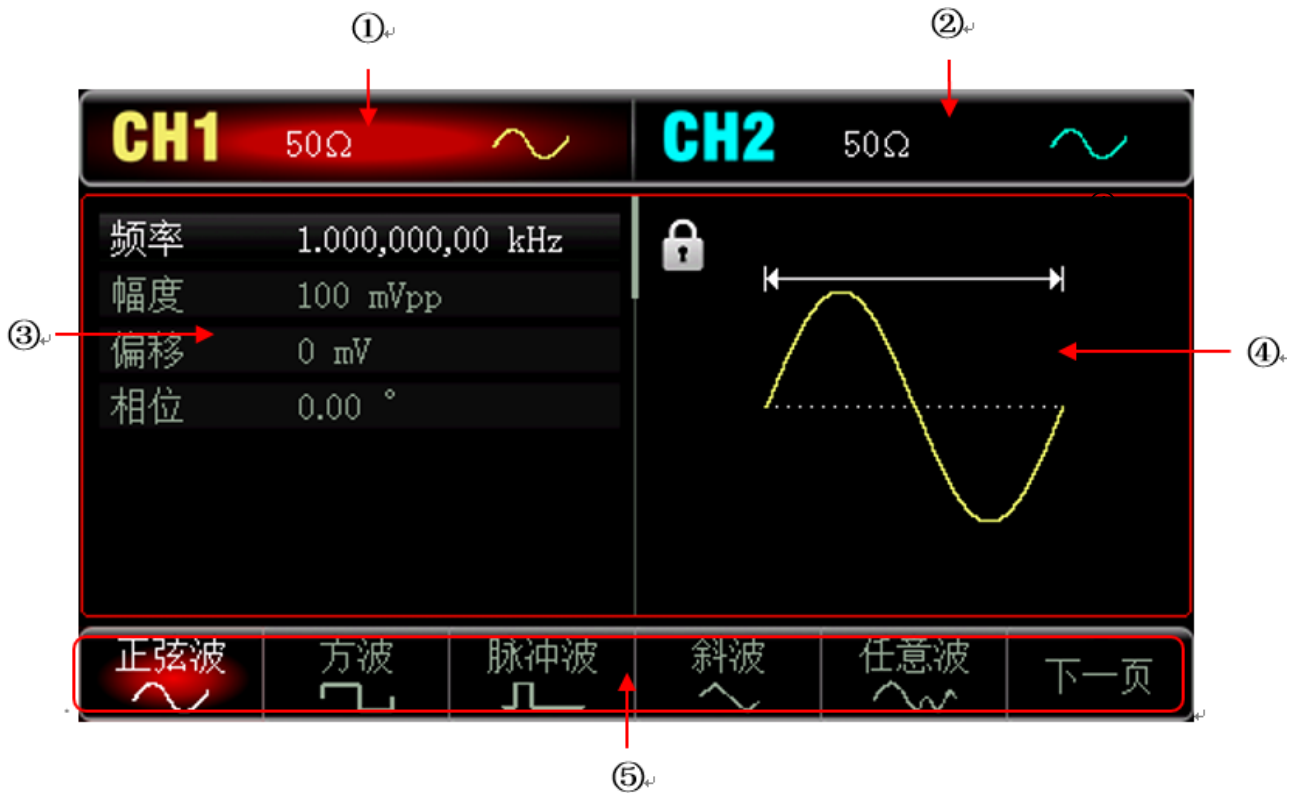 ① ②
CH1 50Ω CH2 50Ω
频率 1.000,000,00 kHz
幅度 100 mVpp
③
偏移 0 mV
④
相位 0.00 °
正弦波 方波 脉冲波 斜波 任意波 下一页
⑤